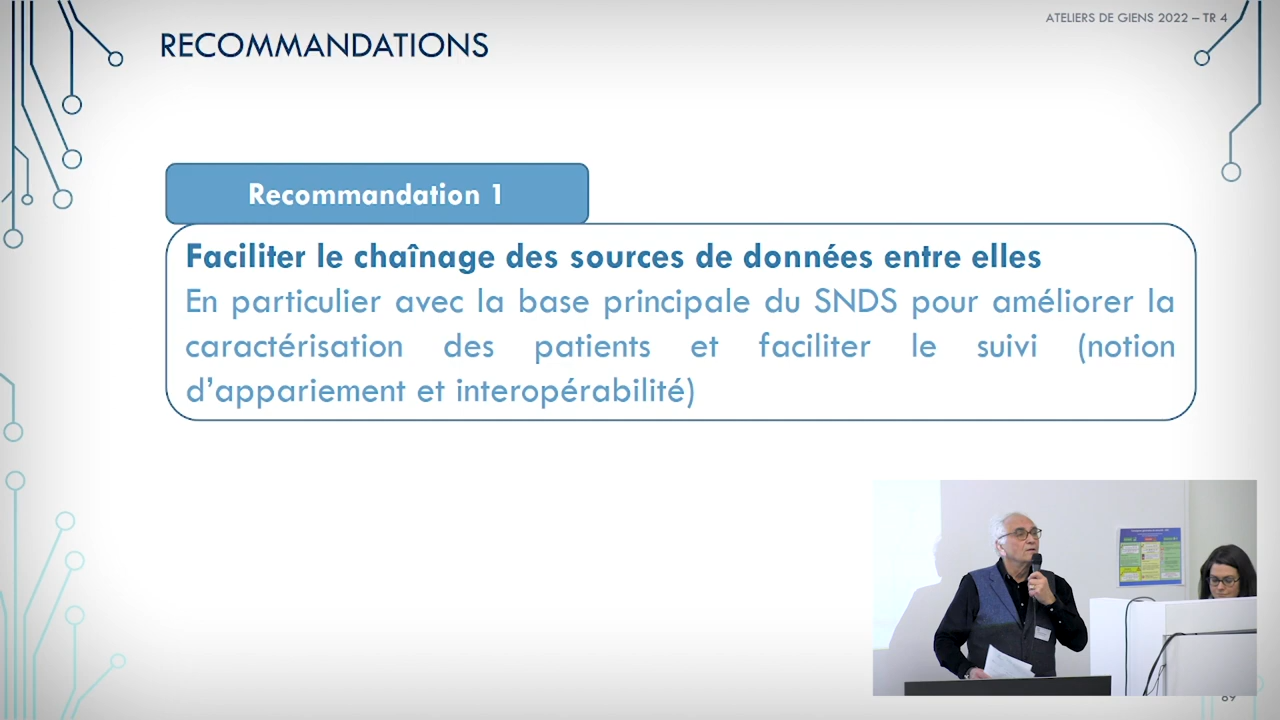 ATELIERS DE GIENS 2022 – TR 4
RECOMMANDATIONS
Recommandation 1
Faciliter le chaînage des sources de données entre elles
En particulier avec la base principale du SNDS pour améliorer la
caractérisation des patients et faciliter le suivi (notion
d’appariement et interopérabilité)